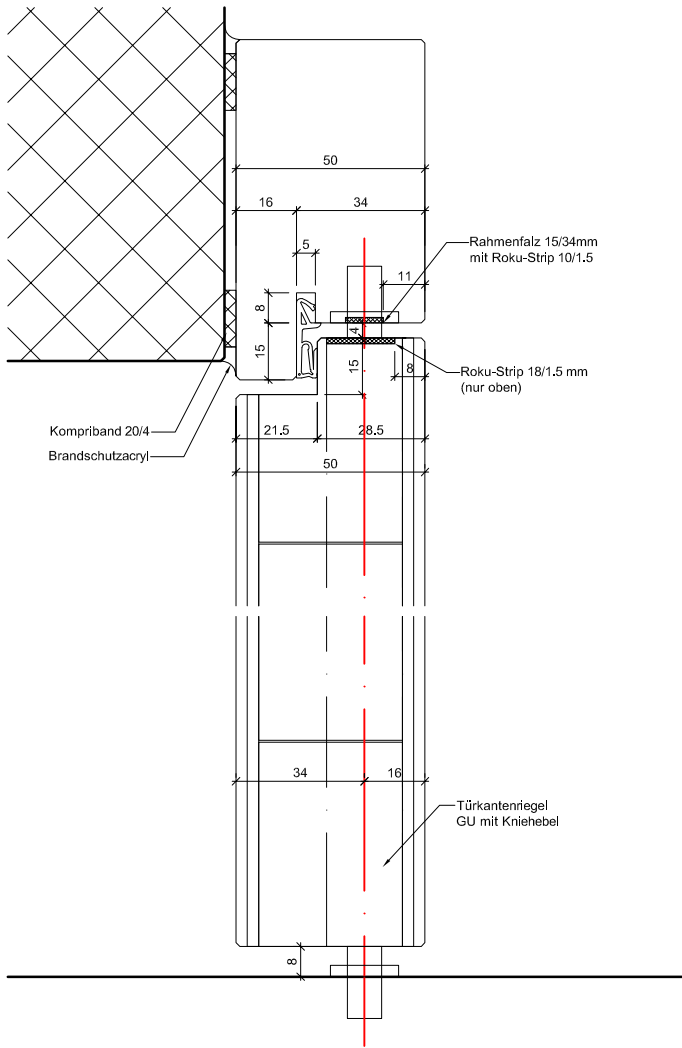 50
16
34
5
Rahmenfalz 15/34mm
mit Roku-Strip 10/1.5
11
8
4
15
15
8
Roku-Strip 18/1.5 mm
(nur oben)
Kompriband 20/4
21.5
28.5
Brandschutzacryl
50
34
16
Türkantenriegel
GU mit Kniehebel
8